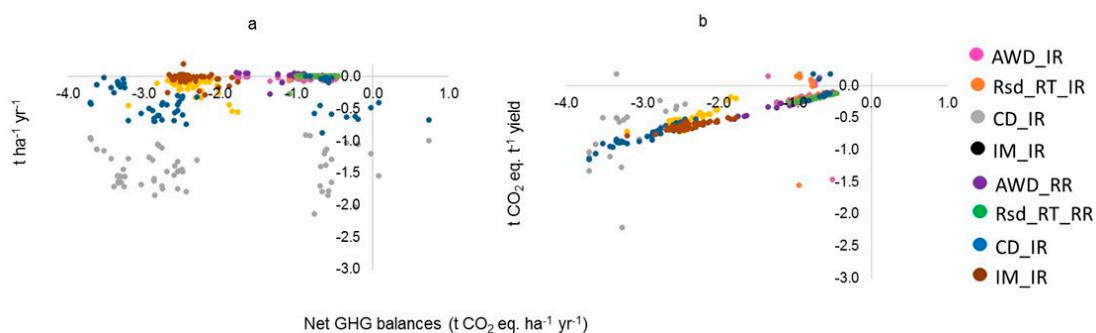 a
b
-4.0 -3.0 -2.0 -1.0 0.0 1.0
-0.5
-1.0
-1.5
-2.0
-2.5
-3.0
t ha⁻¹ yr⁻¹
-4.0 -3.0 -2.0 -1.0 0.0 0.0 1.0
-0.5
-1.0
-1.5
-2.0
-2.5
-3.0
t CO₂ eq. t⁻¹ yield
AWD_IR
Rsd_RT_IR
CD_IR
IM_IR
AWD_RR
Rsd_RT_RR
CD_IR
IM_IR
Net GHG balances (t CO₂ eq. ha⁻¹ yr⁻¹)